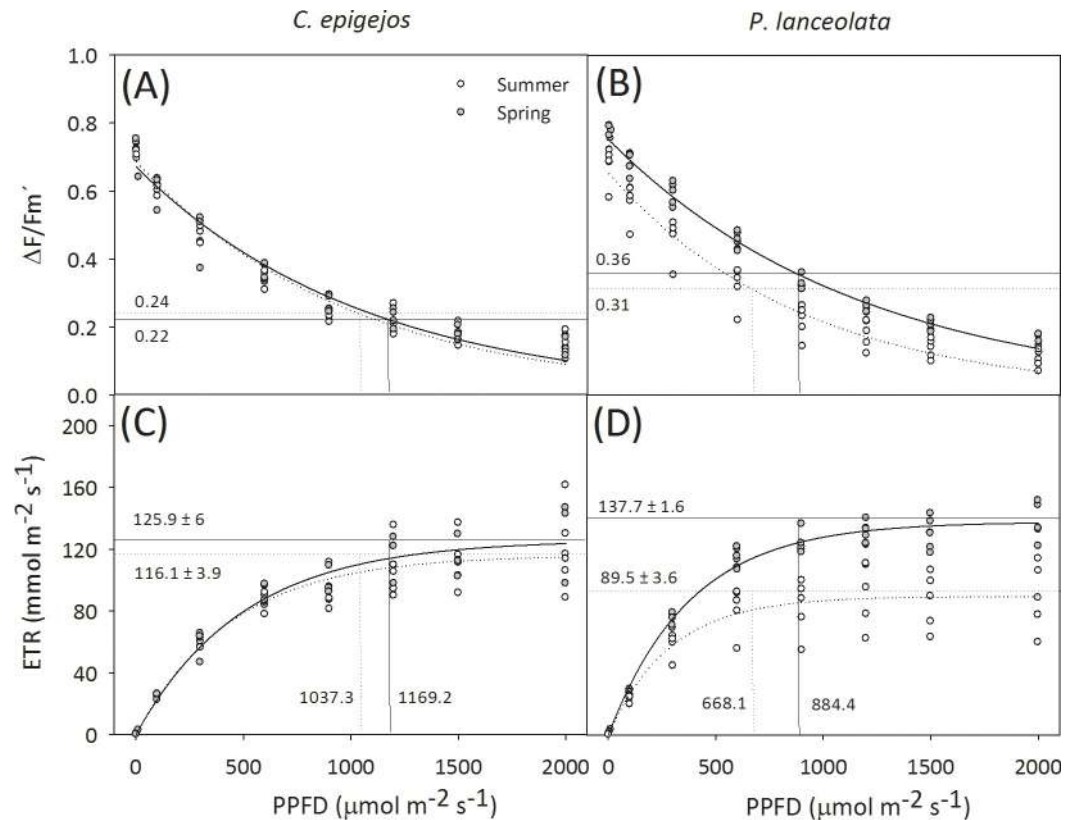 C. epigejos
P. lanceolata
(A)
Summer
Spring
(B)
1.0
0.8
0.6
0.4
0.2
0.0
ΔF/Fm´
0.24
0.22
0.36
0.31
(C)
(D)
200
160
120
80
40
0
ETR (mmol m-2 s-1)
125.9 ± 6
116.1 ± 3.9
1037.3
1169.2
137.7 ± 1.6
89.5 ± 3.6
668.1
884.4
0 500 1000 1500 2000
0 500 1000 1500 2000
PPFD (μmol m-2 s-1)
PPFD (μmol m-2 s-1)